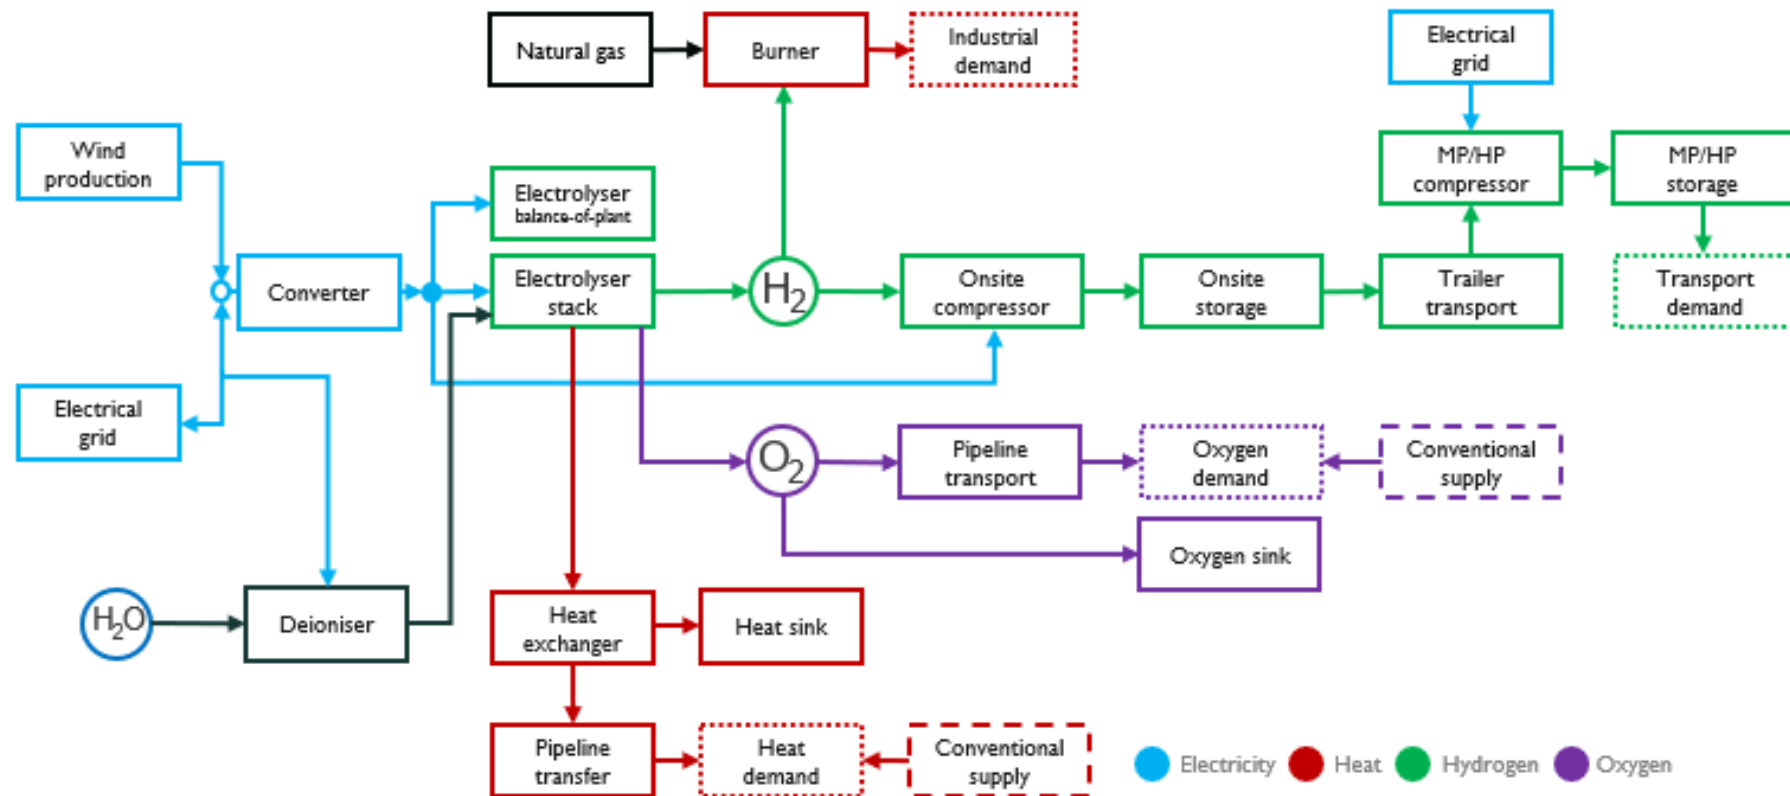 Natural gas
Burner
Industrial
demand
Electrical
grid
Wind
production
MP/HP
compressor
MP/HP
storage
Electrolyser
balance-of-plant
Converter
Electrolyser
stack
H2
Onsite
compressor
Onsite
storage
Trailer
transport
Transport
demand
Electrical
grid
O2
Pipeline
transport
Oxygen
demand
Conventional
supply
Oxygen sink
H2O
Deioniser
Heat
exchanger
Heat sink
Pipeline
transfer
Heat
demand
Conventional
supply
Electricity
Heat
Hydrogen
Oxygen